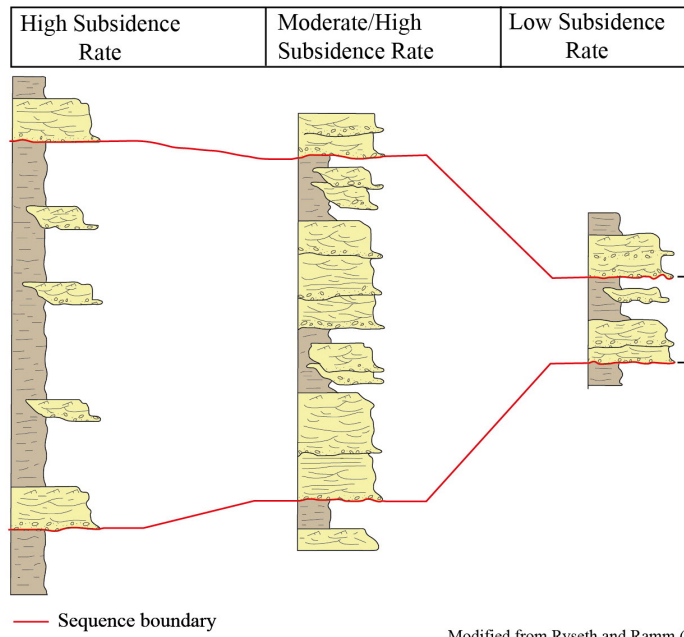 High Subsidence
Rate
Moderate/High
Subsidence Rate
Low Subsidence
Rate
Sequence boundary
Modified from Ryseth and Ramm (